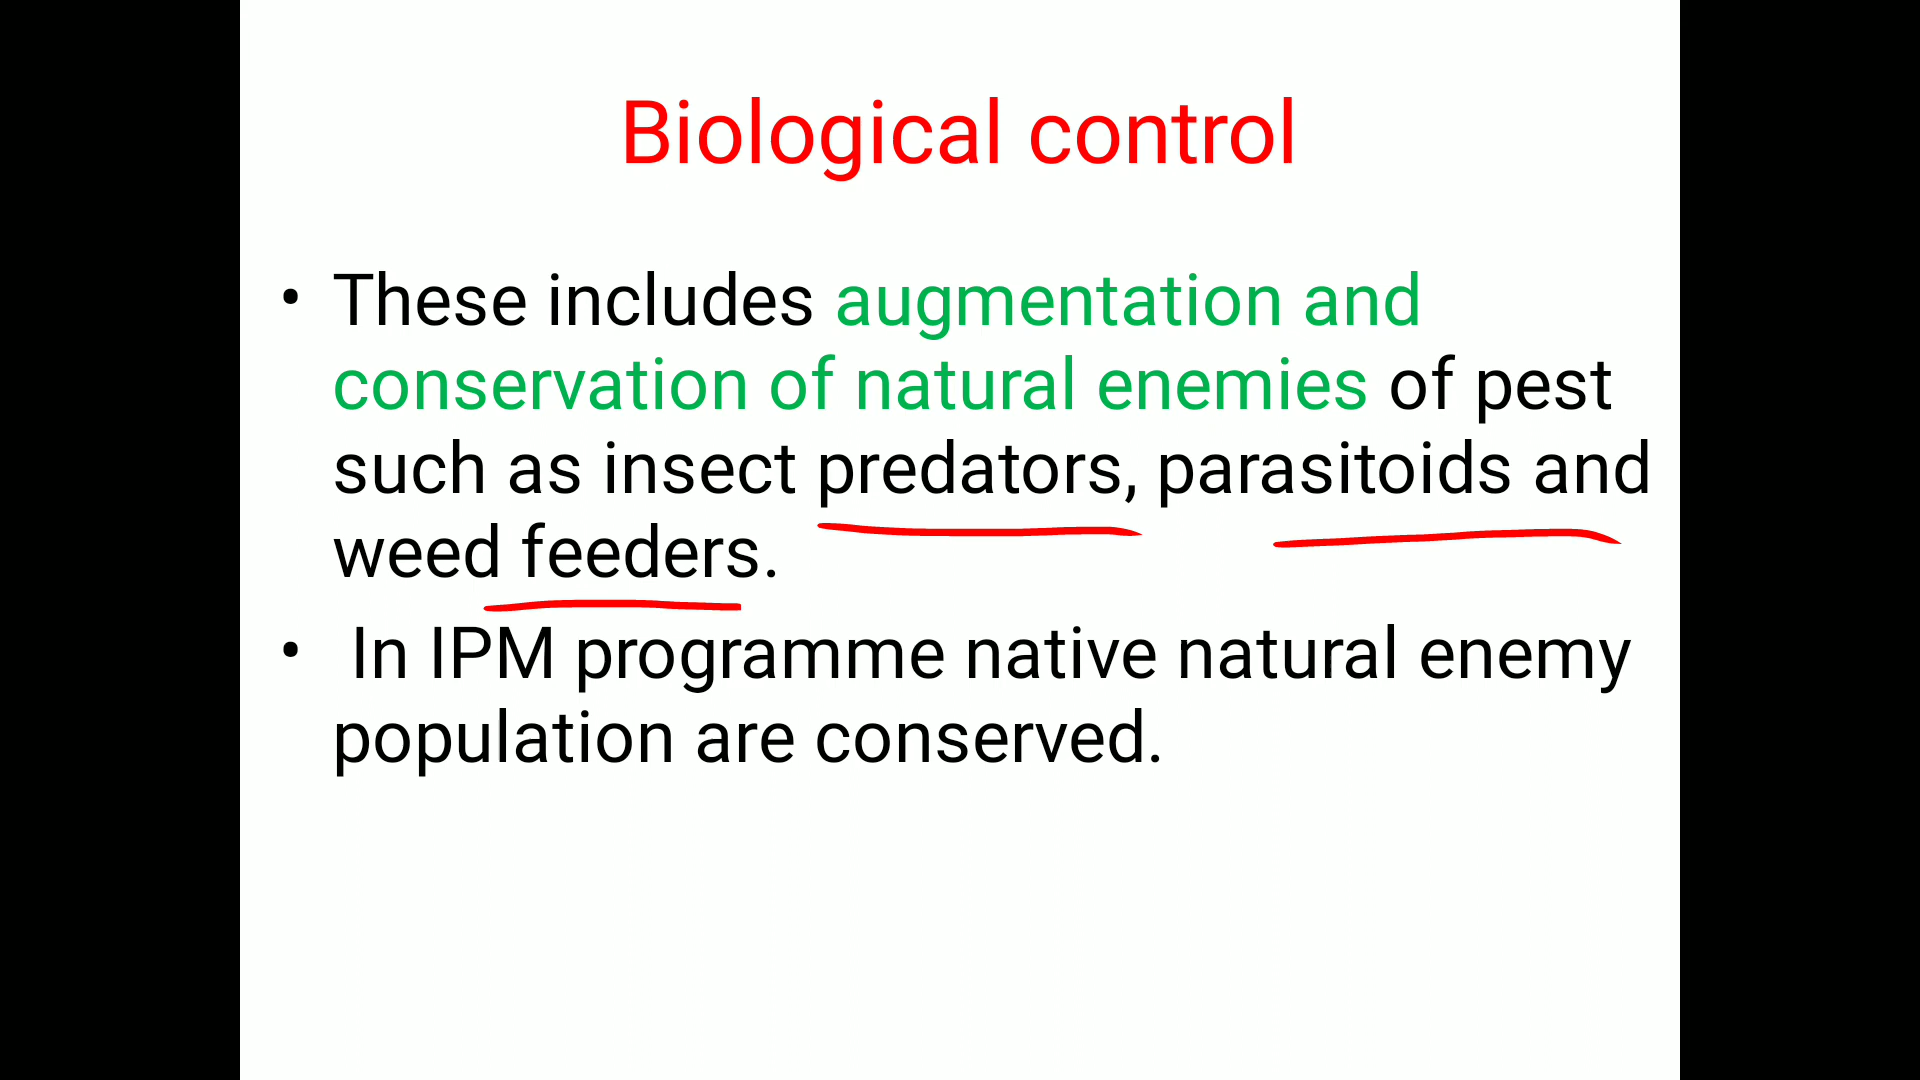 Biological control
• These includes augmentation and
conservation of natural enemies of pest
such as insect predators, parasitoids and
weed feeders.
• In IPM programme native natural enemy
population are conserved.